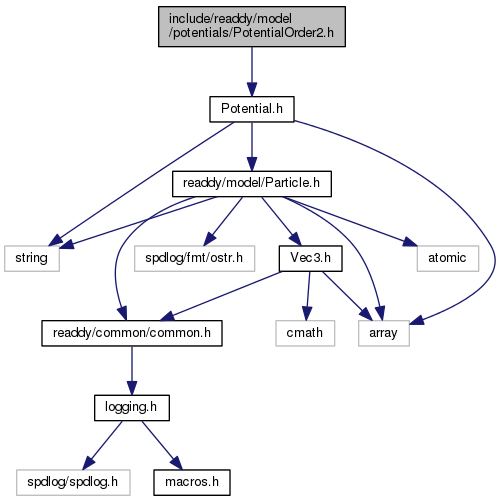 include/readdy/model
/potentials/PotentialOrder2.h
Potential.h
readdy/model/Particle.h
string
spdlog/fmt/ostr.h
Vec3.h
atomic
readdy/common/common.h
cmath
array
logging.h
spdlog/spdlog.h
macros.h